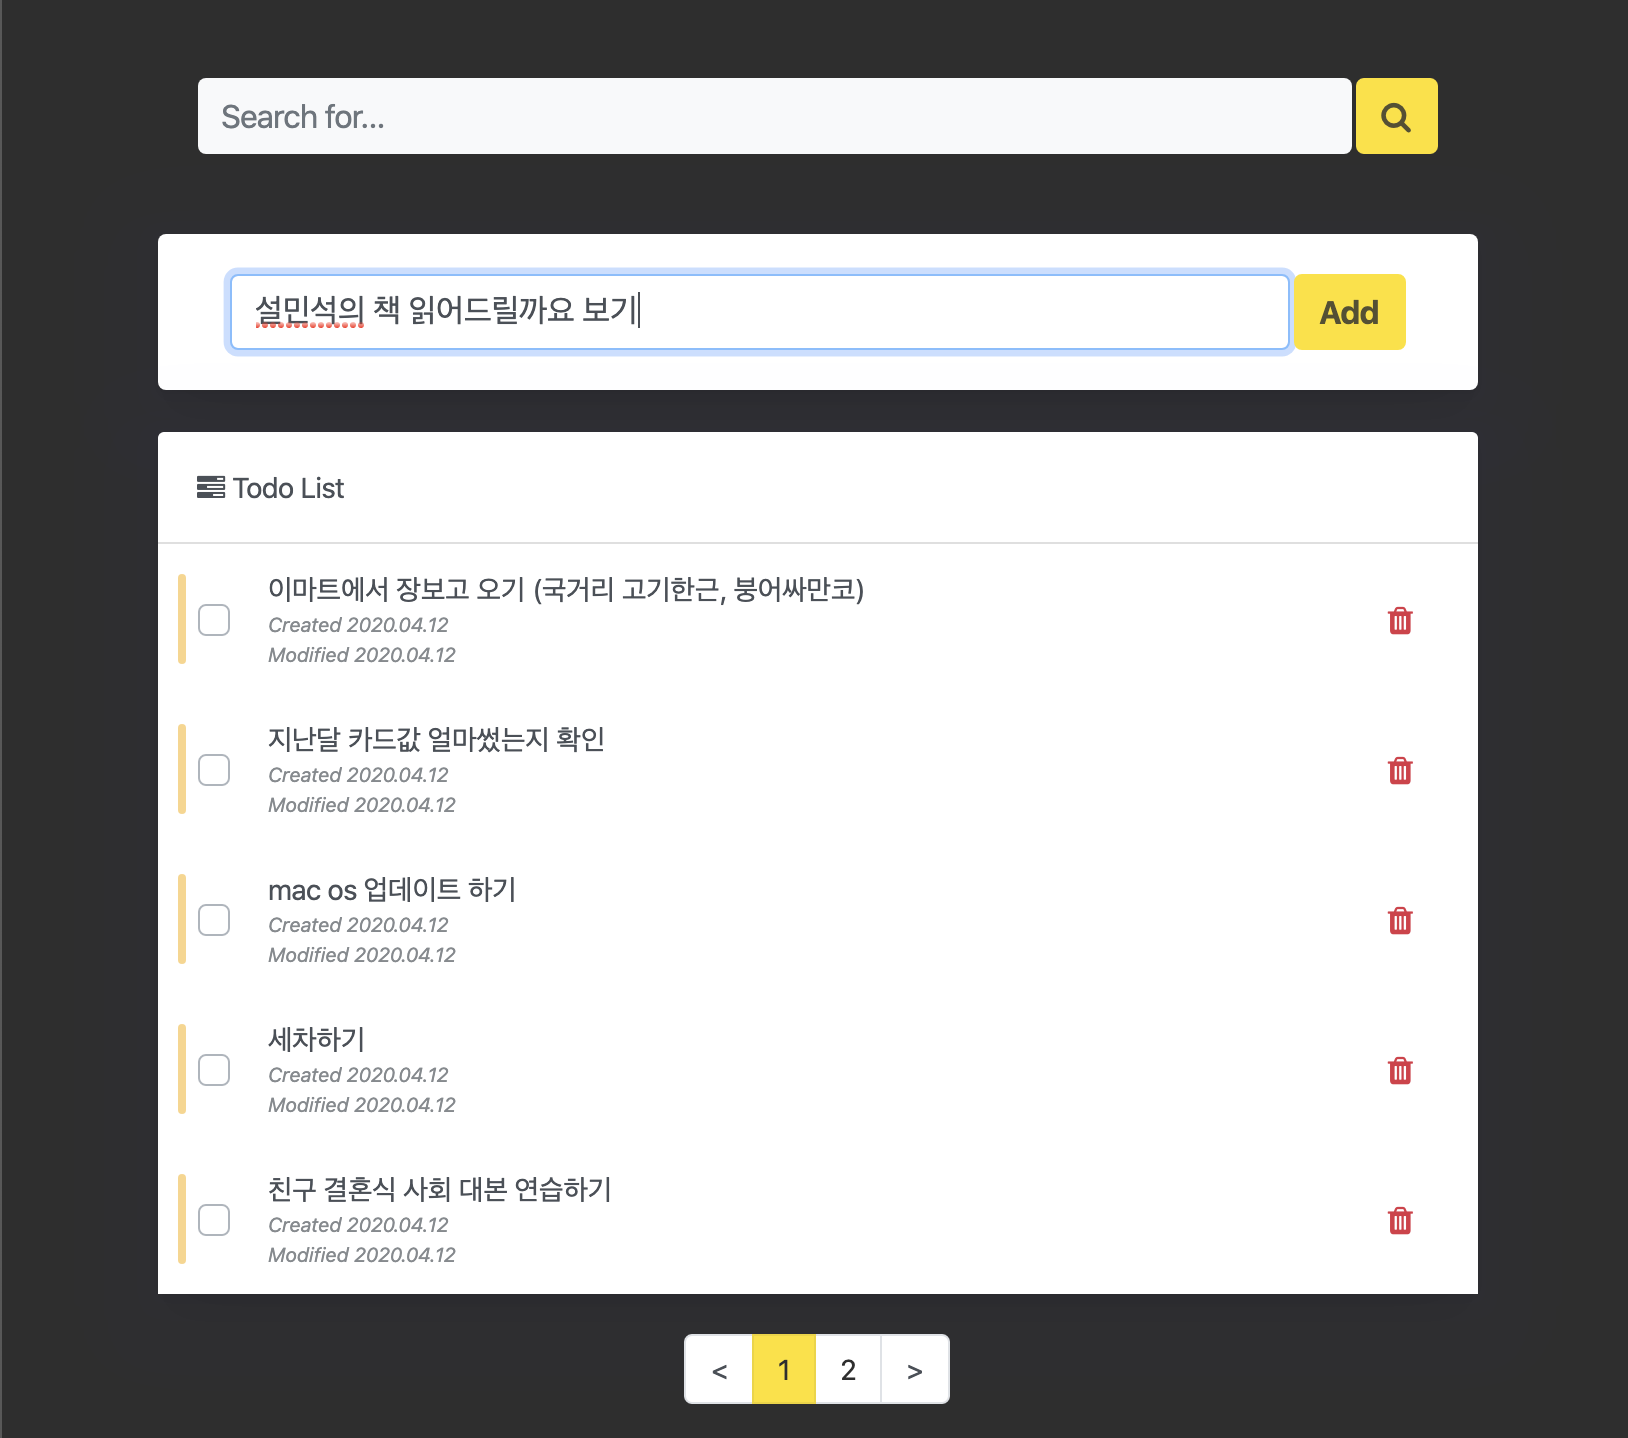 Search for...
설민석의 책 읽어드릴까요 보기
Add
Todo List
이마트에서 장보고 오기 (국거리 고기한근, 붕어싸만코)
Created 2020.04.12
Modified 2020.04.12
지난달 카드값 얼마썼는지 확인
Created 2020.04.12
Modified 2020.04.12
mac os 업데이트 하기
Created 2020.04.12
Modified 2020.04.12
세차하기
Created 2020.04.12
Modified 2020.04.12
친구 결혼식 사회 대본 연습하기
Created 2020.04.12
Modified 2020.04.12
< 1 2 >